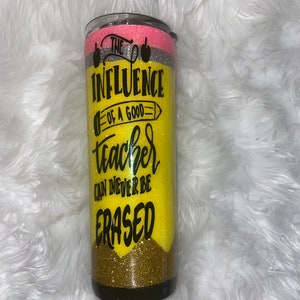 THE
INFLUENCE
OF A GOOD
teacher
CAN NEVER BE
ERASED